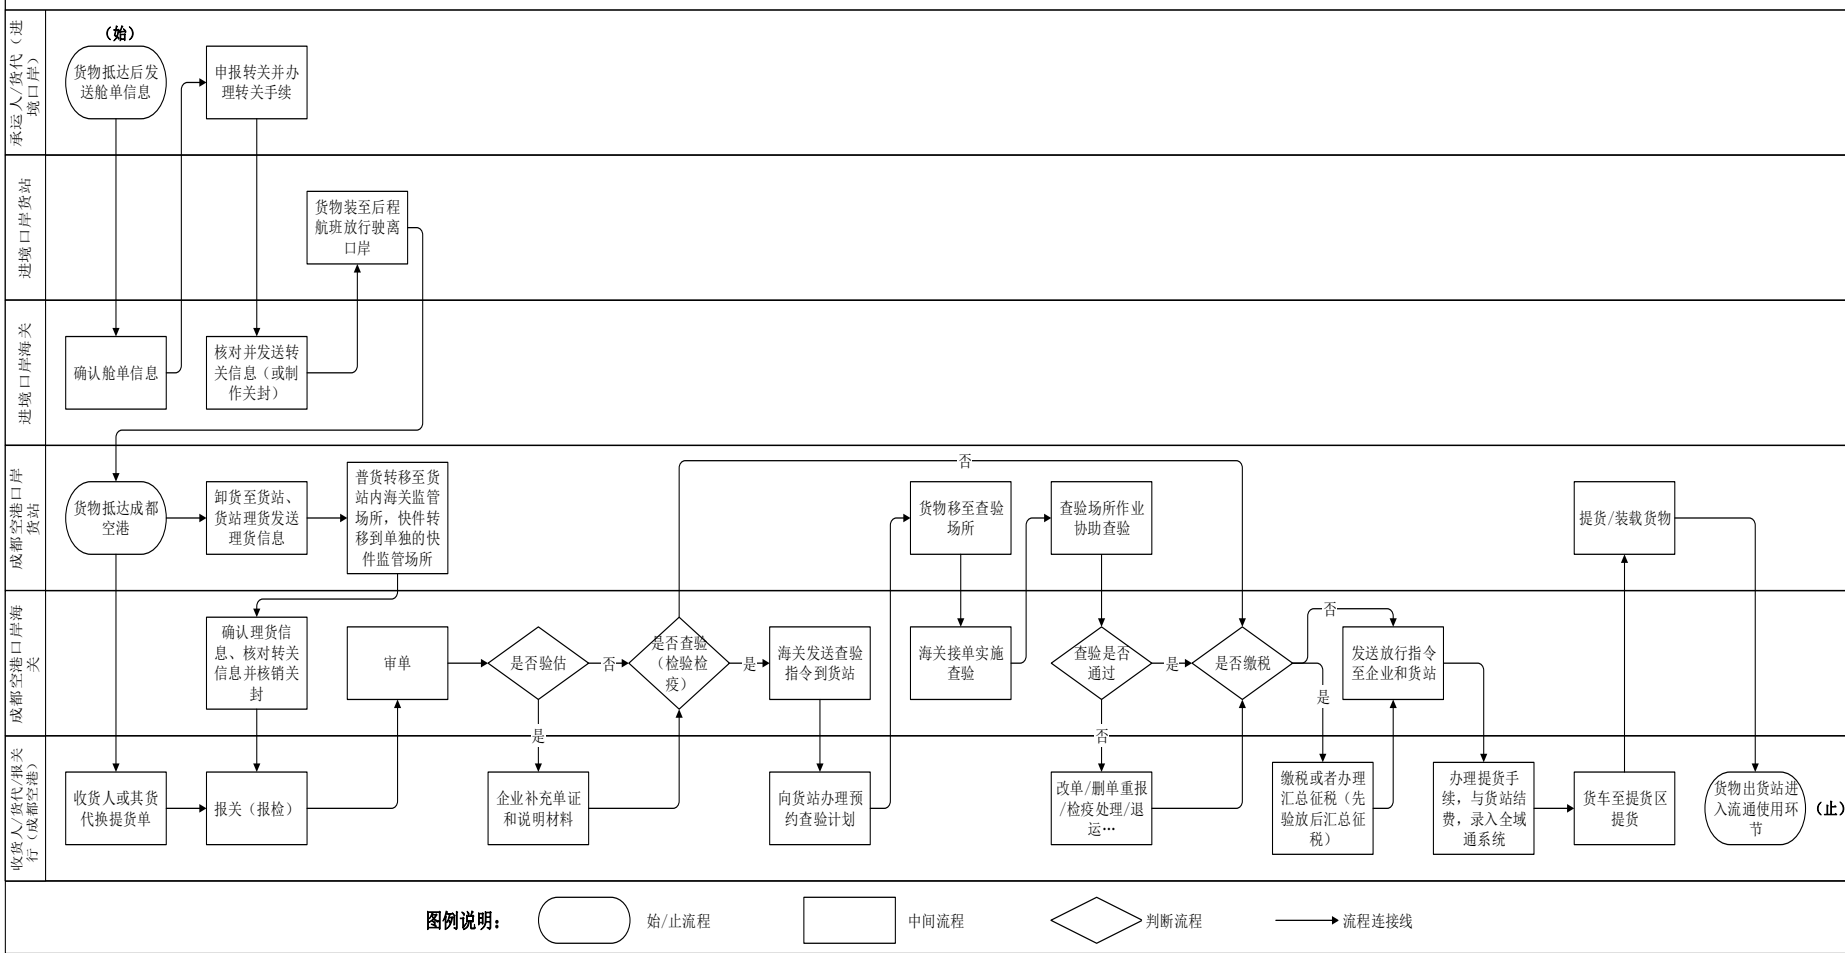 承运人/货代（进
境口岸）
（始）
货物抵达后发
送舱单信息
申报转关并办
理转关手续
进境口岸货站
货物装至后程
航班放行驶离
口岸
进境口岸海关
确认舱单信息
核对并发送转
关信息（或制
作关封）
成都空港口岸
货站
货物抵达成都
空港
卸货至货站、
货站理货发送
理货信息
普货转移至货
站内海关监管
场所，快件转
移到单独的快
件监管场所
否
货物移至查验
场所
查验场所作业
协助查验
提货/装载货物
成都空港口岸海
关
确认理货信
息、核对转关
信息并核销关
封
审单
是否验估
否
是
是否查验
（检验检
疫）
是
海关发送查验
指令到货站
海关接单实施
查验
查验是否
通过
是
否
是否缴税
否
是
发送放行指令
至企业和货站
收货人/货代/报关
行（成都空港）
收货人或其货
代换提货单
报关（报检）
企业补充单证
和说明材料
向货站办理预
约查验计划
改单/删单重报
/检疫处理/退
运…
缴税或者办理
汇总征税（先
验放后汇总征
税）
办理提货手
续，与货站结
费，录入全域
通系统
货车至提货区
提货
货物出货站进
入流通使用环
节
（止）
图例说明：
始/止流程
中间流程
判断流程
流程连接线